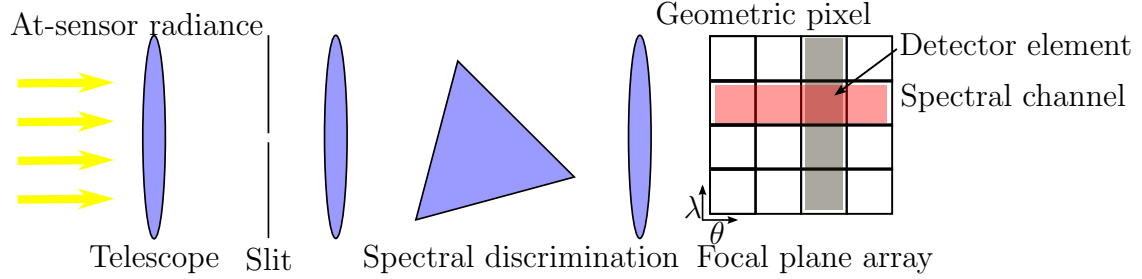 At-sensor radiance
Geometric pixel
Detector element
Spectral channel
λ
θ
Telescope
Slit
Spectral discrimination
Focal plane array